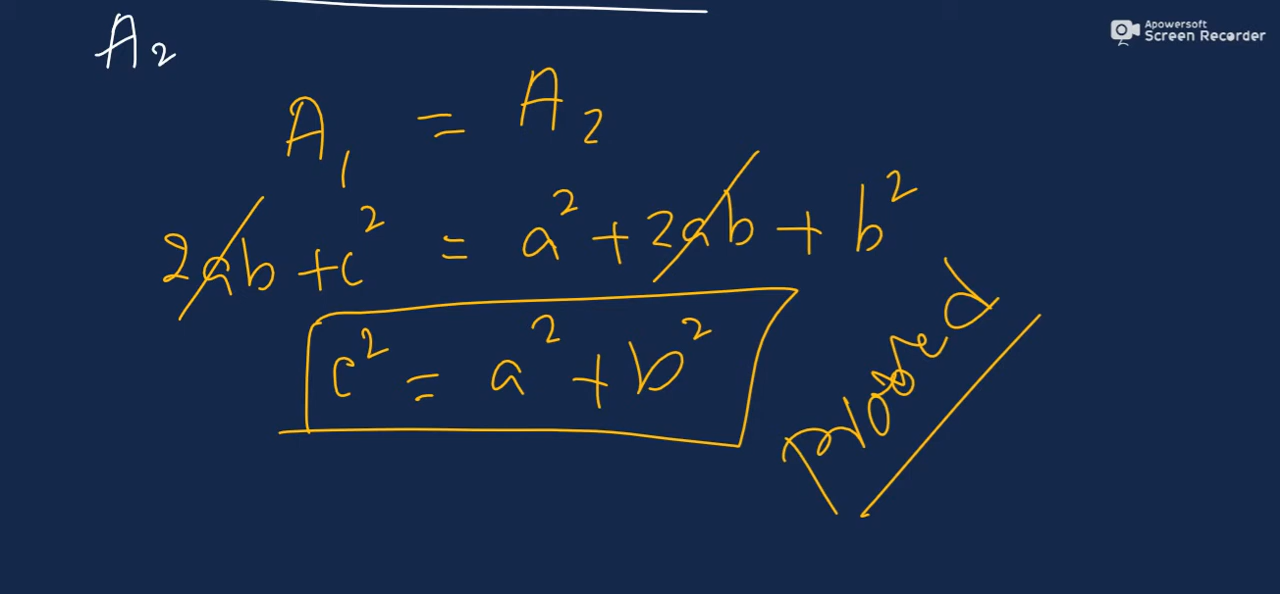 Apowersoft
Screen Recorder
A₂
A₁ = A₂
2ab + c² = a² + 2ab + b²
c² = a² + b²
Proved